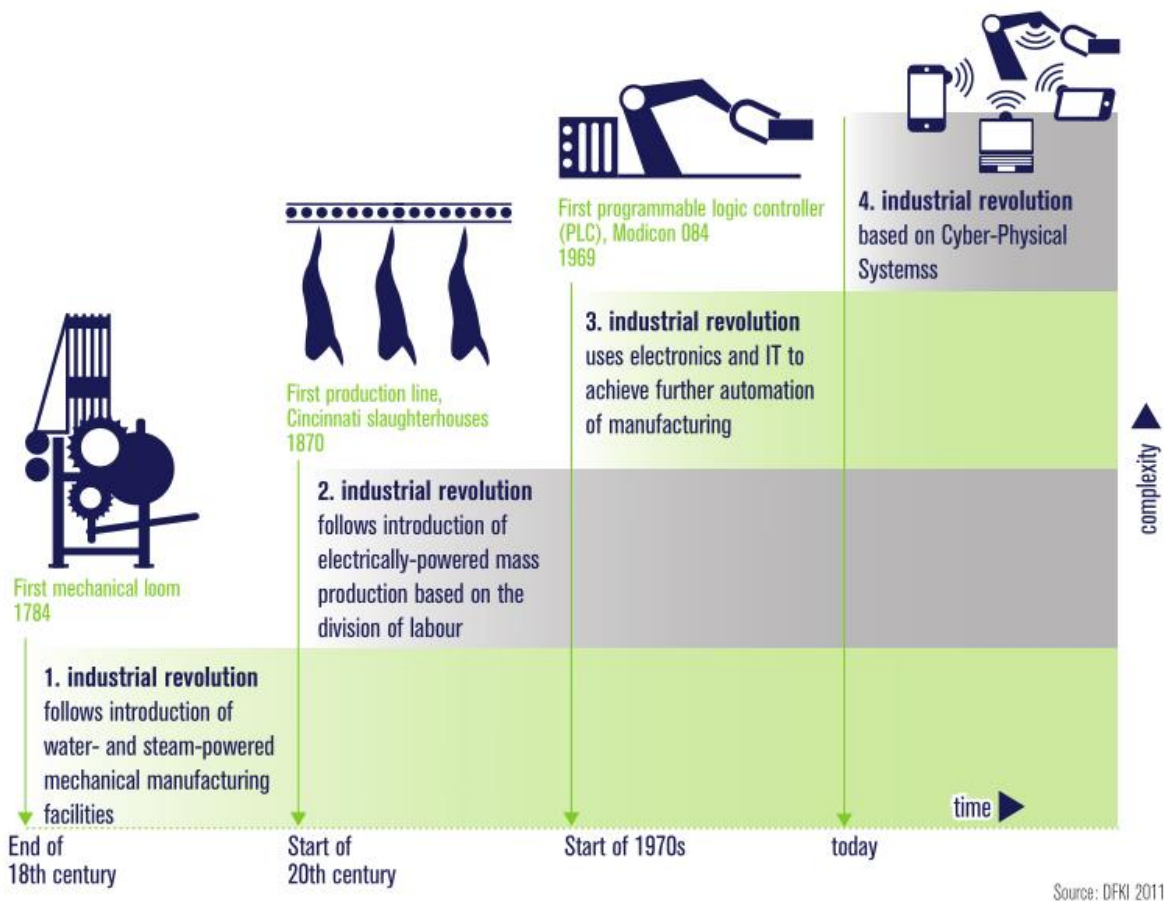 First mechanical loom
1784
First production line,
Cincinnati slaughterhouses
1870
First programmable logic controller
(PLC), Modicon 084
1969
4. industrial revolution
based on Cyber-Physical
Systemss
3. industrial revolution
uses electronics and IT to
achieve further automation
of manufacturing
2. industrial revolution
follows introduction of
electrically-powered mass
production based on the
division of labour
1. industrial revolution
follows introduction of
water- and steam-powered
mechanical manufacturing
facilities
complexity
time
End of
18th century
Start of
20th century
Start of 1970s
today
Source: DFKI 2011